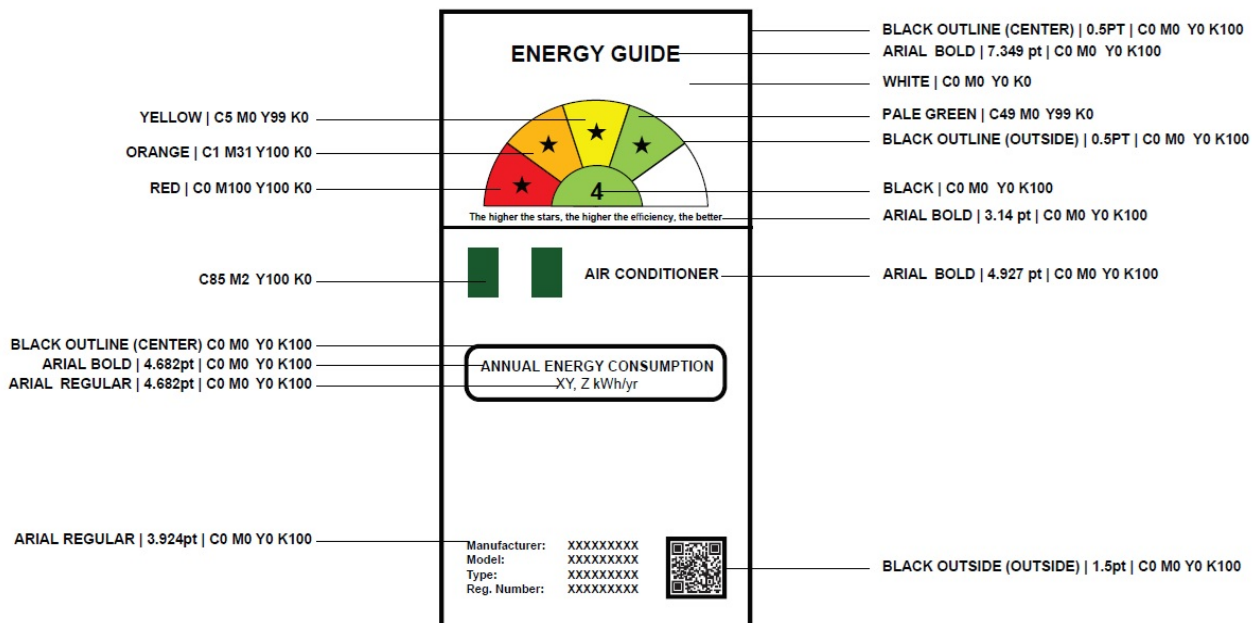 BLACK OUTLINE (CENTER) | 0.5PT | C0 M0 Y0 K100
ENERGY GUIDE
ARIAL BOLD | 7.349 pt | C0 M0 Y0 K100
WHITE | C0 M0 Y0 K0
YELLOW | C5 M0 Y99 K0
PALE GREEN | C49 M0 Y99 K0
BLACK OUTLINE (OUTSIDE) | 0.5PT | C0 M0 Y0 K100
ORANGE | C1 M31 Y100 K0
RED | C0 M100 Y100 K0
4
BLACK | C0 M0 Y0 K100
The higher the stars, the higher the efficiency, the better
ARIAL BOLD | 3.14 pt | C0 M0 Y0 K100
C85 M2 Y100 K0
AIR CONDITIONER
ARIAL BOLD | 4.927 pt | C0 M0 Y0 K100
BLACK OUTLINE (CENTER) C0 M0 Y0 K100
ARIAL BOLD | 4.682pt | C0 M0 Y0 K100
ARIAL REGULAR | 4.682pt | C0 M0 Y0 K100
ANNUAL ENERGY CONSUMPTION
XY, Z kWh/yr
ARIAL REGULAR | 3.924pt | C0 M0 Y0 K100
Manufacturer: XXXXXXXXX
Model: XXXXXXXXX
Type: XXXXXXXXX
Reg. Number: XXXXXXXXX
BLACK OUTSIDE (OUTSIDE) | 1.5pt | C0 M0 Y0 K100